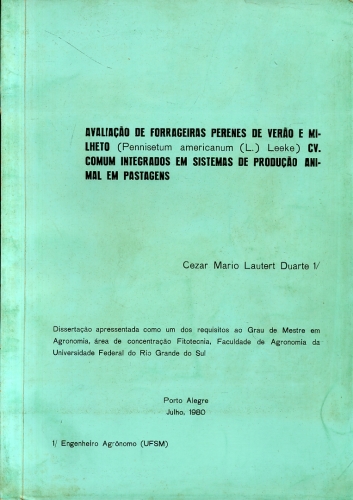 AVALIAÇÃO DE FORRAGEIRAS PERENES DE VERÃO E MI-
LHETO (Pennisetum americanum (L.) Leeke) CV.
COMUM INTEGRADOS EM SISTEMAS DE PRODUÇÃO ANI-
MAL EM PASTAGENS
Cezar Mario Lautert Duarte 1/
Dissertação apressentada como um dos requisitos ao Grau de Mestre em
Agronomia, área de concentração Fitotecnia, Faculdade de Agronomia da
Universidade Federal do Rio Grande do Sul
Porto Alegre
Julho, 1980
1/ Engenheiro Agrônomo (UFSM)